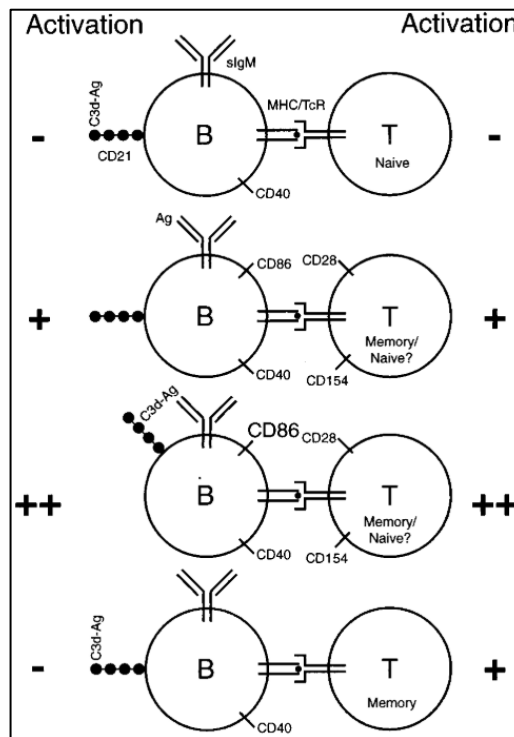 Activation Activation
sIgM
C3d-Ag
MHC/TcR
- B T -
CD21
Naive
CD40
Ag
CD86 CD28
+ B T +
Memory/
Naive?
CD40
CD154
C3d-Ag
CD86
CD28
B T
++ ++
Memory/
Naive?
CD40
CD154
C3d-Ag
- B T +
Memory
CD40